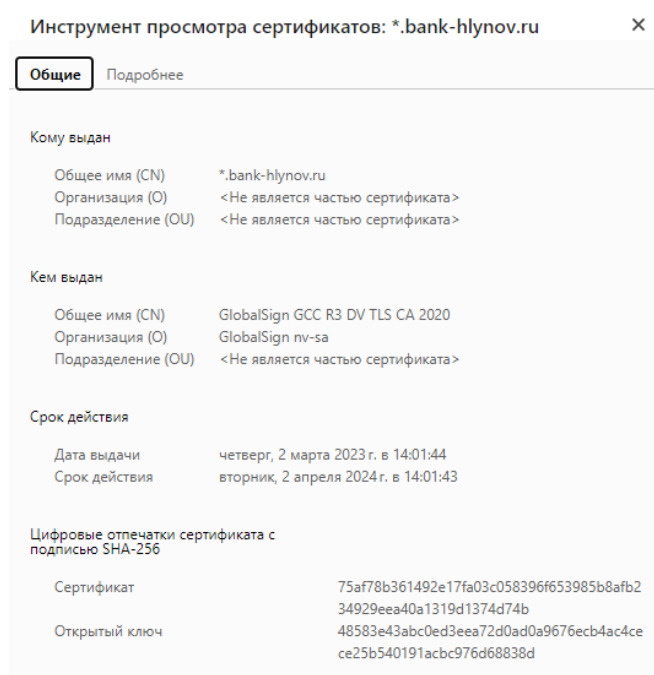 Инструмент просмотра сертификатов: *.bank-hlynov.ru
Общие Подробнее
Кому выдан
Общее имя (CN) *.bank-hlynov.ru
Организация (O) <Не является частью сертификата>
Подразделение (OU) <Не является частью сертификата>
Кем выдан
Общее имя (CN) GlobalSign GCC R3 DV TLS CA 2020
Организация (O) GlobalSign nv-sa
Подразделение (OU) <Не является частью сертификата>
Срок действия
Дата выдачи четверг, 2 марта 2023 г. в 14:01:44
Срок действия вторник, 2 апреля 2024 г. в 14:01:43
Цифровые отпечатки сертификата с
подписью SHA-256
Сертификат 75af78b361492e17fa03c058396f653985b8afb2
34929eea40a1319d1374d74b
Открытый ключ 48583e43abc0ed3eea72d0ad0a9676ecb4ac4ce
ce25b540191acbc976d68838d